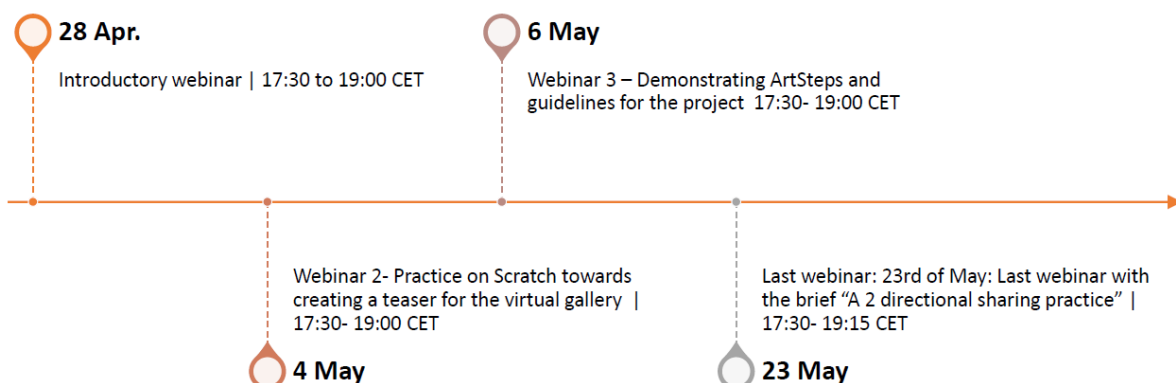 28 Apr.
Introductory webinar | 17:30 to 19:00 CET
6 May
Webinar 3 – Demonstrating ArtSteps and
guidelines for the project  17:30- 19:00 CET
Webinar 2- Practice on Scratch towards
creating a teaser for the virtual gallery  |
17:30- 19:00 CET
4 May
Last webinar: 23rd of May: Last webinar with
the brief “A 2 directional sharing practice” |
17:30- 19:15 CET
23 May